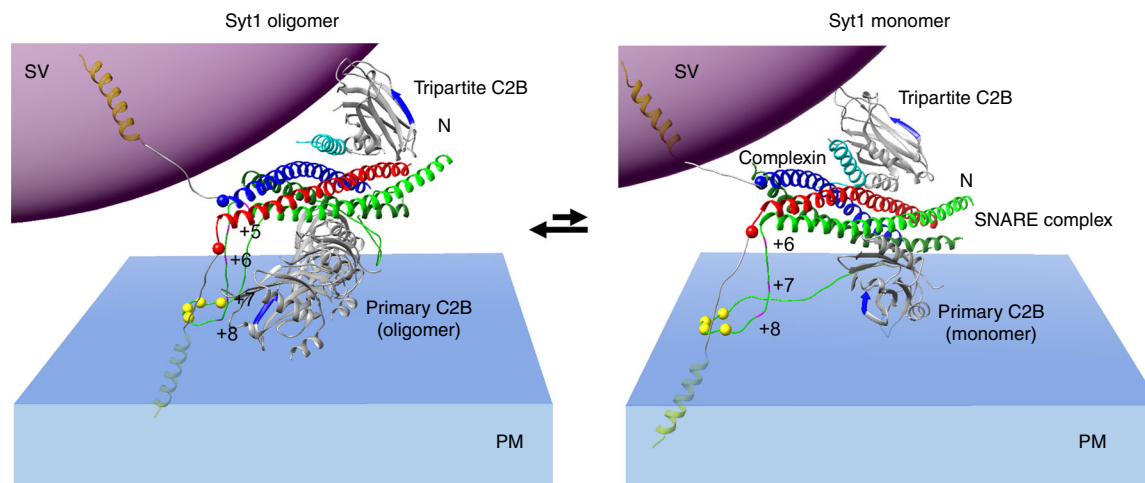 Syt1 oligomer
SV
Tripartite C2B
N
+5
+6
+7
+8
Primary C2B
(oligomer)
PM
Syt1 monomer
SV
Tripartite C2B
Complexin
N
SNARE complex
+6
+7
+8
Primary C2B
(monomer)
PM